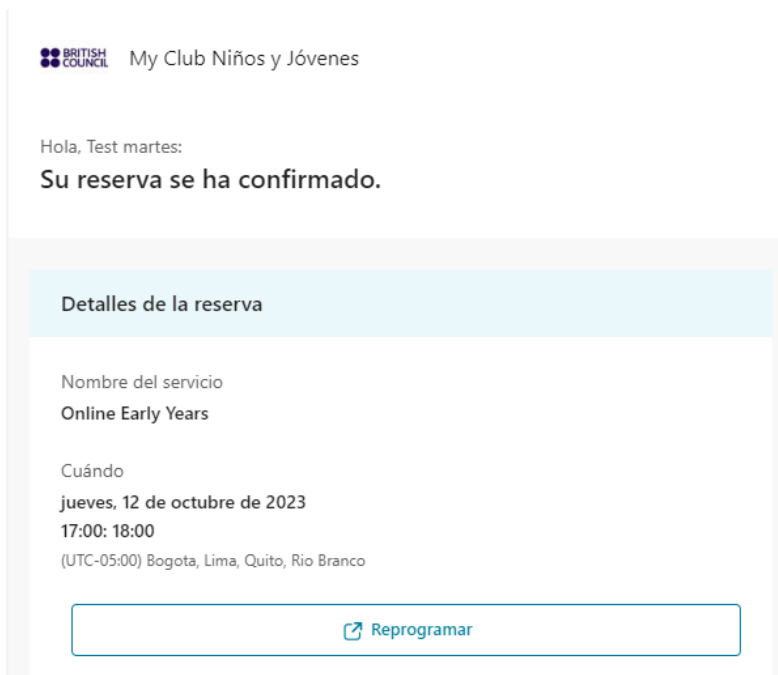 BRITISH
COUNCIL
My Club Niños y Jóvenes
Hola, Test martes:
Su reserva se ha confirmado.
Detalles de la reserva
Nombre del servicio
Online Early Years
Cuándo
jueves, 12 de octubre de 2023
17:00: 18:00
(UTC-05:00) Bogota, Lima, Quito, Rio Branco
Reprogramar